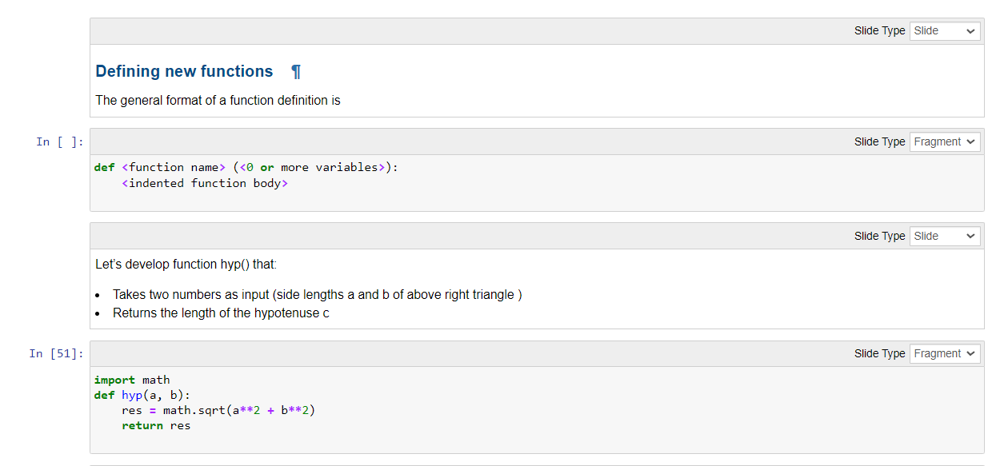 Slide Type Slide
Defining new functions ¶
The general format of a function definition is
In [ ]:
Slide Type Fragment
def <function name> (<0 or more variables>):
    <indented function body>
Slide Type Slide
Let’s develop function hyp() that:
• Takes two numbers as input (side lengths a and b of above right triangle )
• Returns the length of the hypotenuse c
In [51]:
Slide Type Fragment
import math
def hyp(a, b):
    res = math.sqrt(a**2 + b**2)
    return res